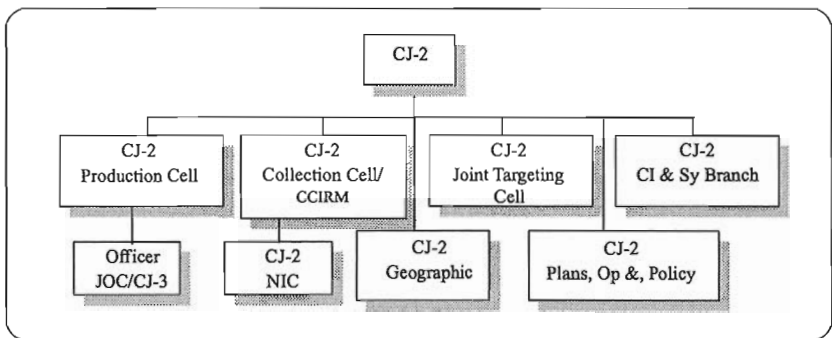 CJ-2
CJ-2
Production Cell
CJ-2
Collection Cell/
CCIRM
CJ-2
Joint Targeting
Cell
CJ-2
CI & Sy Branch
Officer
JOC/CJ-3
CJ-2
NIC
CJ-2
Geographic
CJ-2
Plans, Op &, Policy